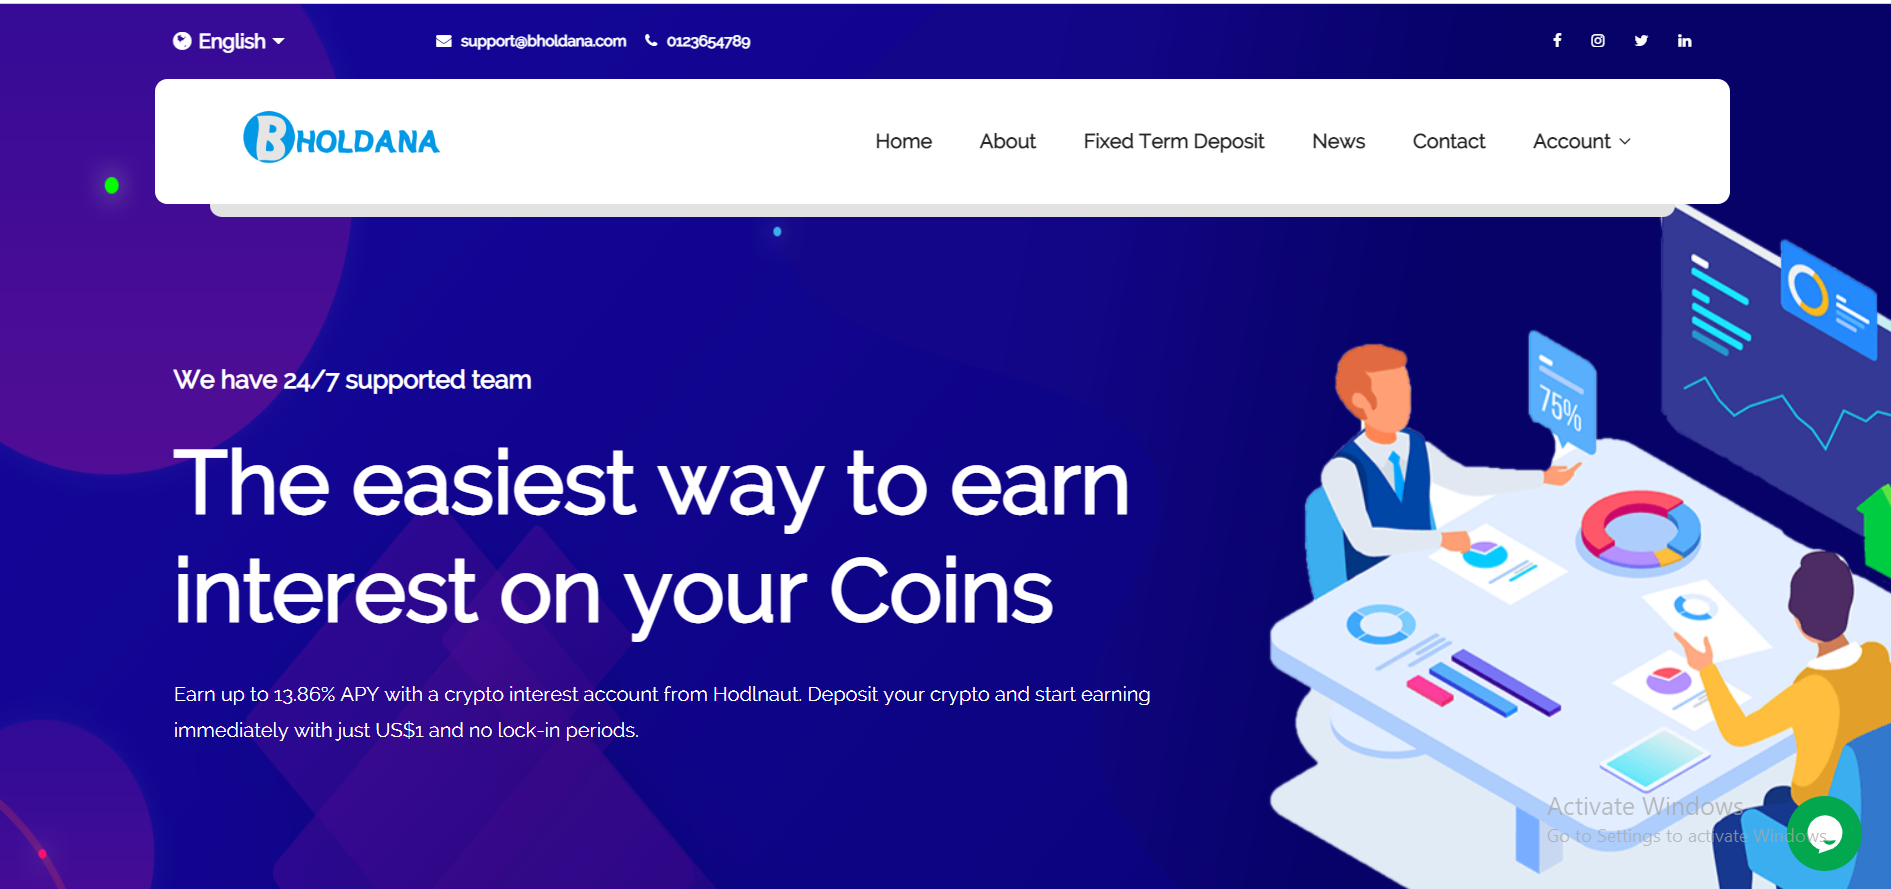 English
support@bholdana.com
0123654789
BHOLDANA
Home
About
Fixed Term Deposit
News
Contact
Account
75%
We have 24/7 supported team
The easiest way to earn
interest on your Coins
Earn up to 13.86% APY with a crypto interest account from Hodlnaut. Deposit your crypto and start earning
immediately with just US$1 and no lock-in periods.
Activate Windows
Go to Settings to activate Windows.